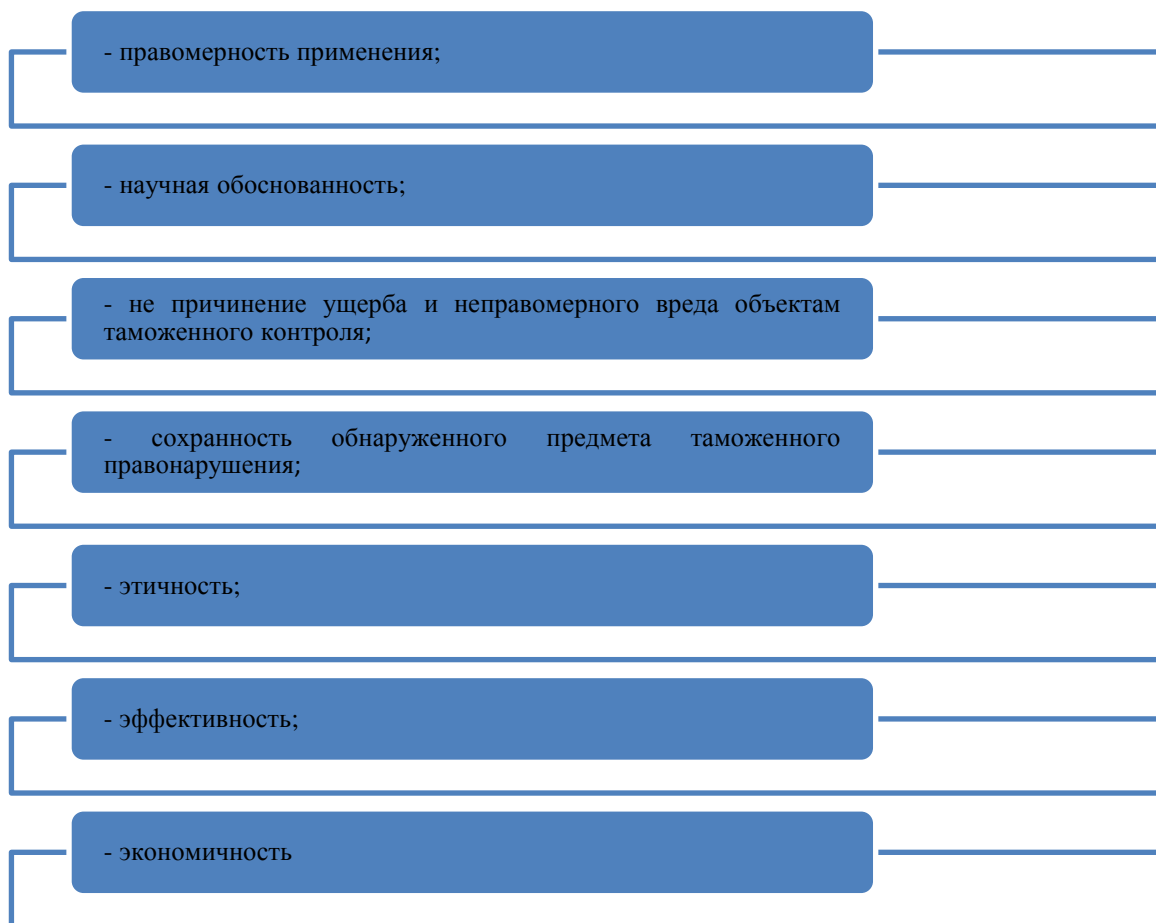 - правомерность применения;
- научная обоснованность;
- не причинение ущерба и неправомерного вреда объектам
таможенного контроля;
- сохранность обнаруженного предмета таможенного
правонарушения;
- этичность;
- эффективность;
- экономичность